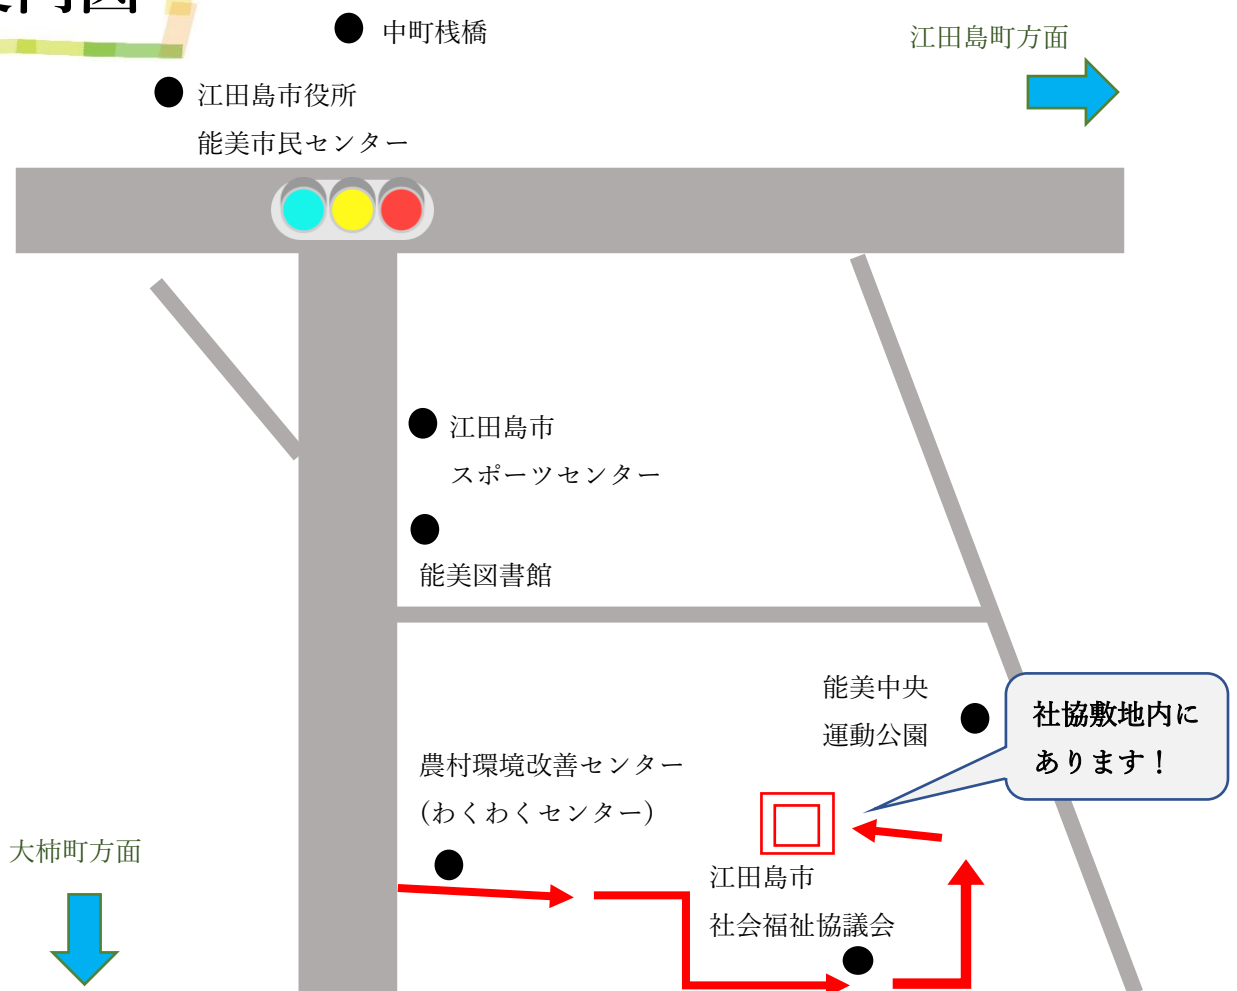 内図
中町桟橋
江田島町方面
江田島市役所
能美市民センター
江田島市
スポーツセンター
能美図書館
能美中央
運動公園
社協敷地内に
あります！
農村環境改善センター
(わくわくセンター)
大柿町方面
江田島市
社会福祉協議会